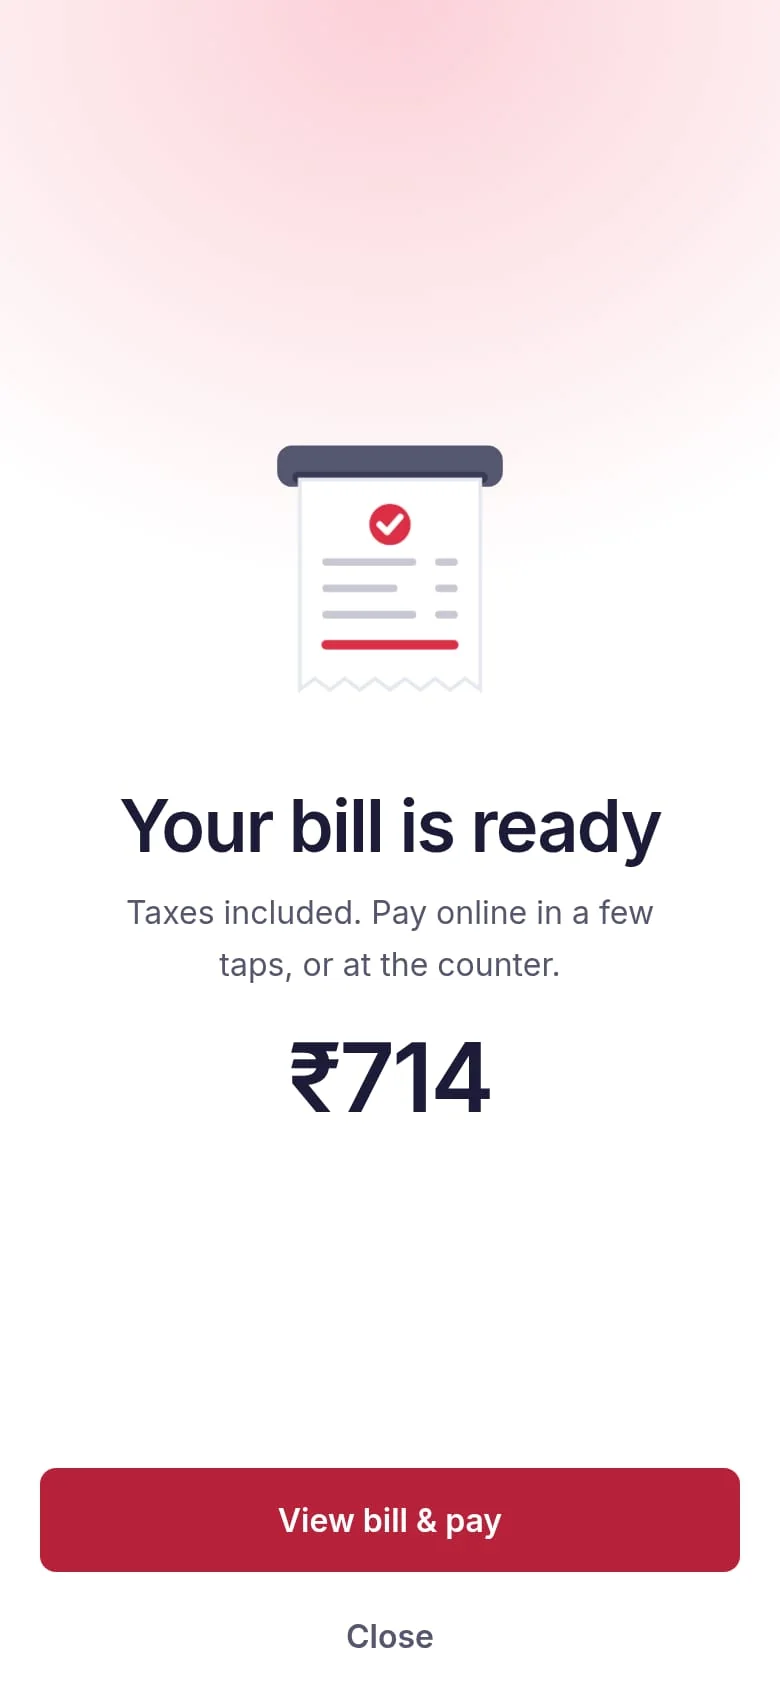 Your bill is ready
Taxes included. Pay online in a few
taps, or at the counter.
₹714
View bill & pay
Close